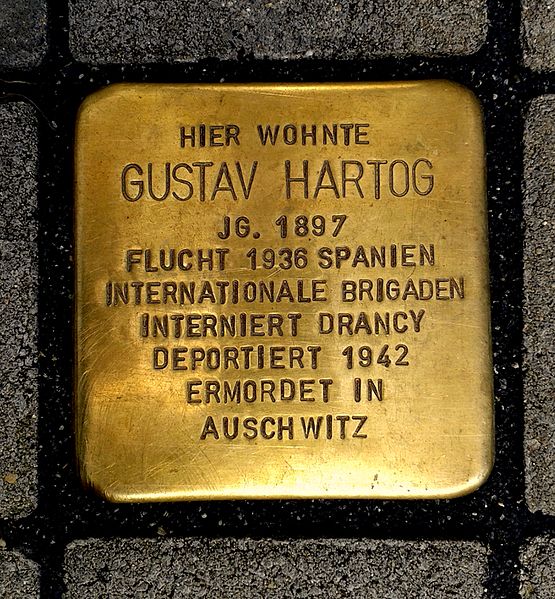 HIER WOHNTE
GUSTAV HARTOG
JG. 1897
FLUCHT 1936 SPANIEN
INTERNATIONALE BRIGADEN
INTERNIERT DRANCY
DEPORTIERT 1942
ERMORDET IN
AUSCHWITZ